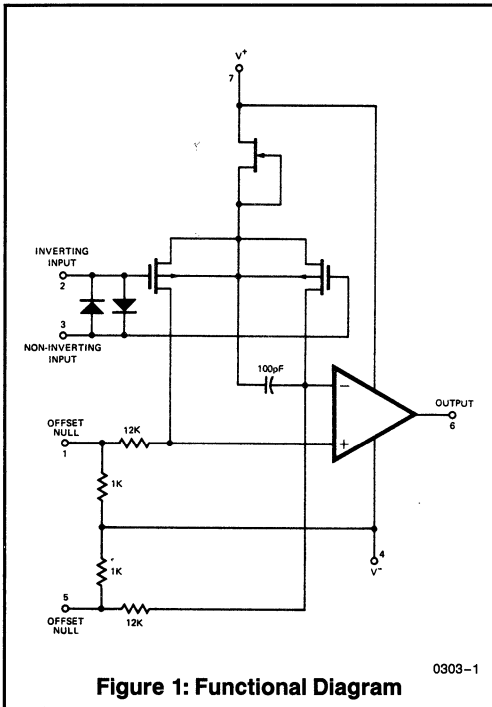 V+
7
INVERTING
INPUT
2
3
NON-INVERTING
INPUT
100pF
OFFSET
NULL
1
12K
−
+
OUTPUT
6
1K
4
V−
1K
5
12K
OFFSET
NULL
0303-1
Figure 1: Functional Diagram